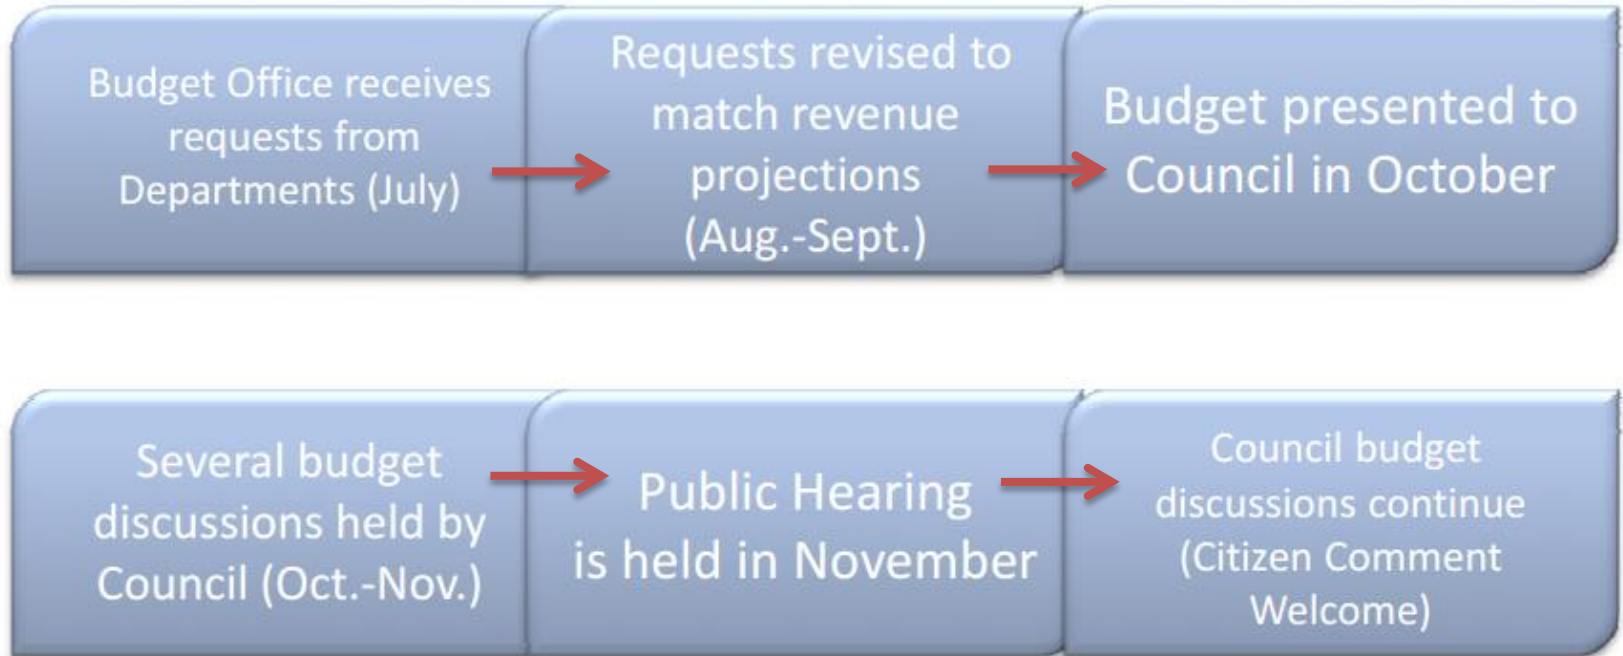 Budget Office receives
requests from
Departments (July)
Requests revised to
match revenue
projections
(Aug.-Sept.)
Budget presented to
Council in October
Several budget
discussions held by
Council (Oct.-Nov.)
Public Hearing
is held in November
Council budget
discussions continue
(Citizen Comment
Welcome)